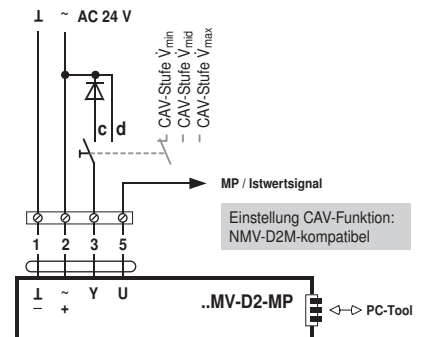 ⊥ ~ AC 24 V
CAV-Stufe V̇min
CAV-Stufe V̇mid
CAV-Stufe V̇max
c d
MP / Istwertsignal
Einstellung CAV-Funktion:
NMV-D2M-kompatibel
1 2 3 5
⊥ ~ Y U
– +
..MV-D2-MP
PC-Tool